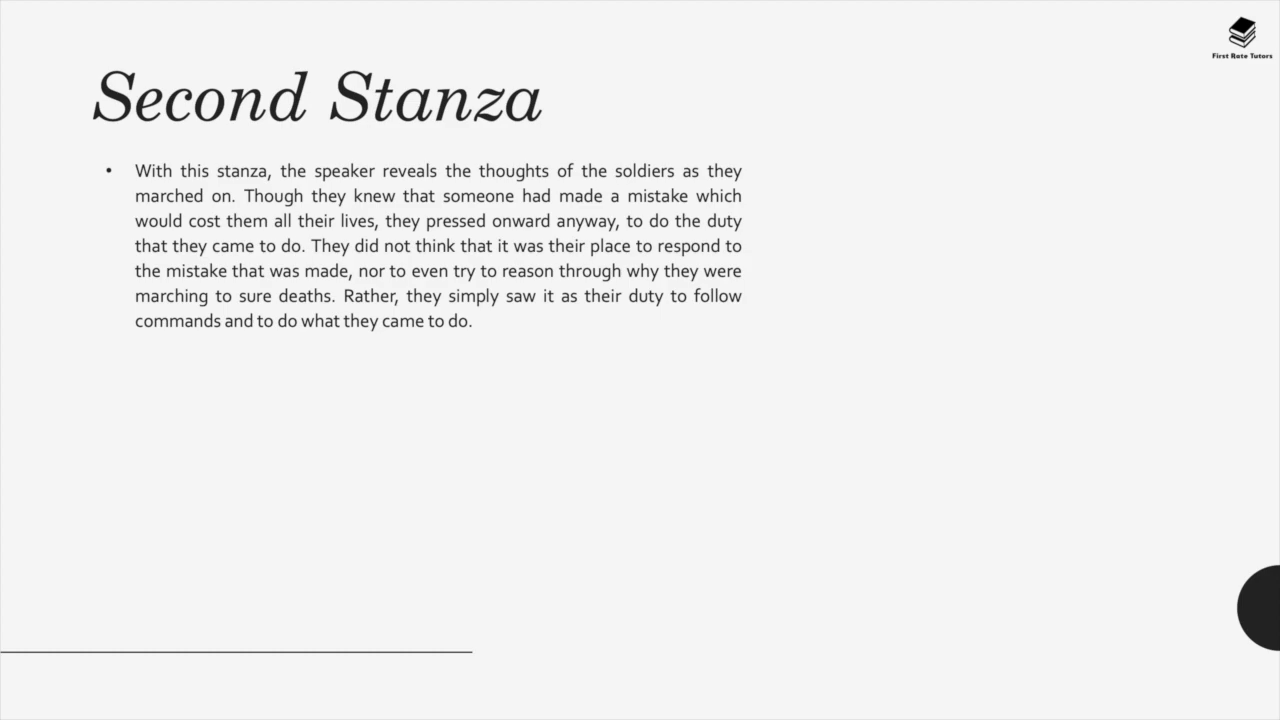 First Rate Tutors
Second Stanza
• With this stanza, the speaker reveals the thoughts of the soldiers as they
marched on. Though they knew that someone had made a mistake which
would cost them all their lives, they pressed onward anyway, to do the duty
that they came to do. They did not think that it was their place to respond to
the mistake that was made, nor to even try to reason through why they were
marching to sure deaths. Rather, they simply saw it as their duty to follow
commands and to do what they came to do.